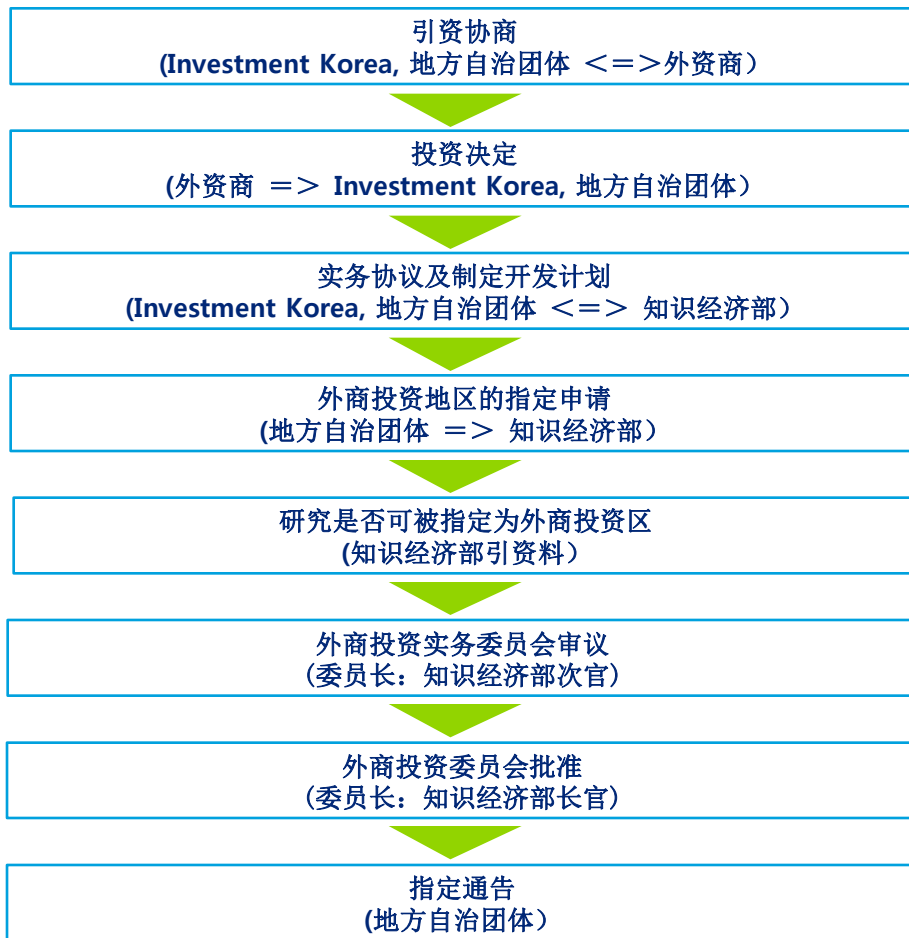 引资协商
(Investment Korea, 地方自治团体 <=>外资商）
投资决定
(外资商 => Investment Korea, 地方自治团体）
实务协议及制定开发计划
(Investment Korea, 地方自治团体 <=> 知识经济部）
外商投资地区的指定申请
(地方自治团体 => 知识经济部）
研究是否可被指定为外商投资区
(知识经济部引资料）
外商投资实务委员会审议
(委员长：知识经济部次官)
外商投资委员会批准
(委员长：知识经济部长官)
指定通告
(地方自治团体）